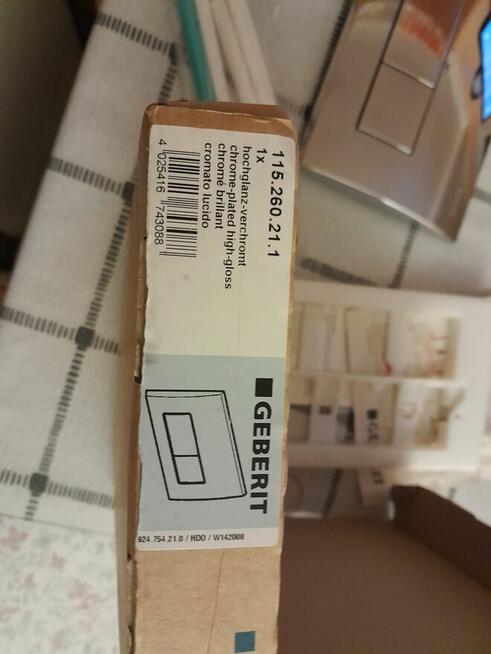 115.260.21.1
1x
hochglanz-verchromt
chrome-plated high-gloss
chromé brillant
cromato lucido
4 025416 743088
GEBERIT
924.754.21.0 / HDO / W142008